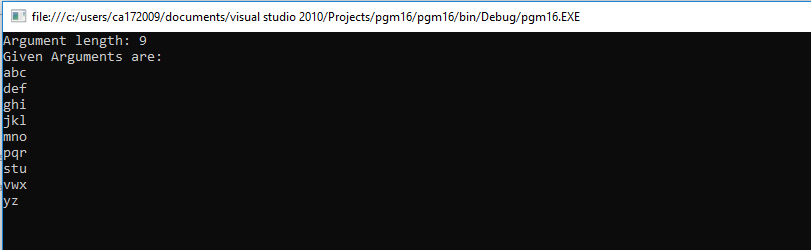 file:///c:/users/ca172009/documents/visual studio 2010/Projects/pgm16/pgm16/bin/Debug/pgm16.EXE
Argument length: 9
Given Arguments are:
abc
def
ghi
jkl
mno
pqr
stu
vwx
yz